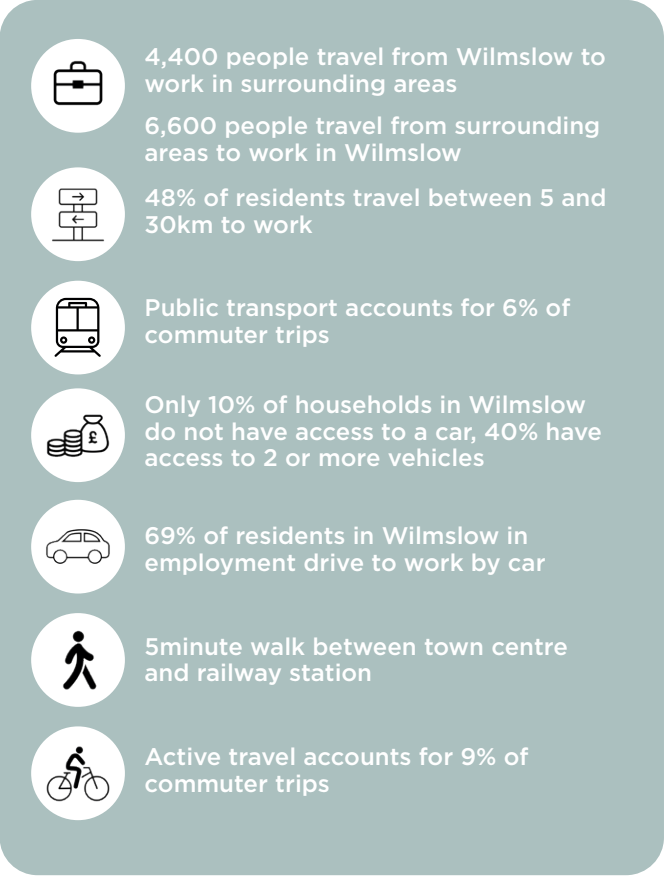 4,400 people travel from Wilmslow to
work in surrounding areas
6,600 people travel from surrounding
areas to work in Wilmslow
48% of residents travel between 5 and
30km to work
Public transport accounts for 6% of
commuter trips
Only 10% of households in Wilmslow
do not have access to a car, 40% have
access to 2 or more vehicles
£
69% of residents in Wilmslow in
employment drive to work by car
5minute walk between town centre
and railway station
Active travel accounts for 9% of
commuter trips